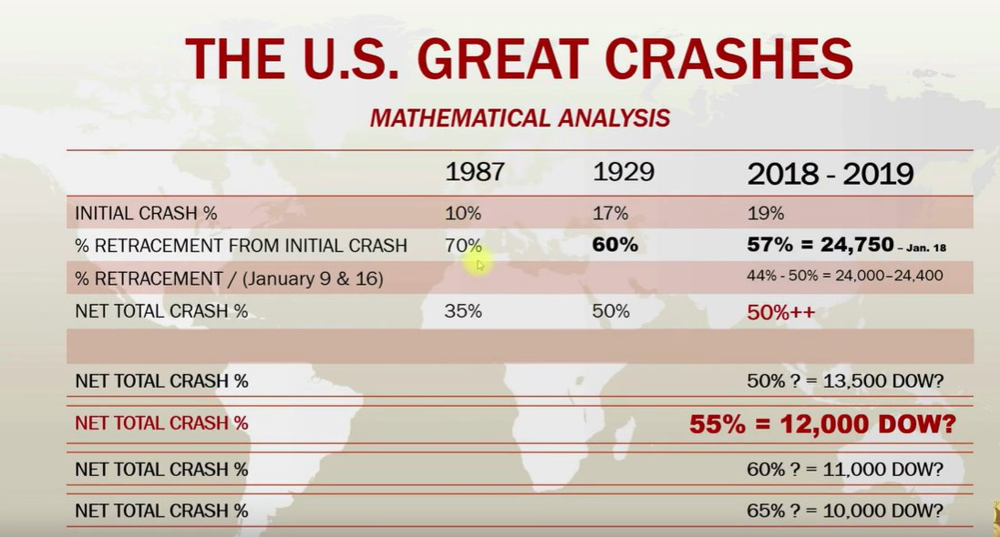 THE U.S. GREAT CRASHES
MATHEMATICAL ANALYSIS
1987 1929 2018 - 2019
INITIAL CRASH % 10% 17% 19%
% RETRACEMENT FROM INITIAL CRASH 70% 60% 57% = 24,750 – Jan. 18
% RETRACEMENT / (January 9 & 16) 44% - 50% = 24,000–24,400
NET TOTAL CRASH % 35% 50% 50%++
NET TOTAL CRASH % 50% ? = 13,500 DOW?
NET TOTAL CRASH % 55% = 12,000 DOW?
NET TOTAL CRASH % 60% ? = 11,000 DOW?
NET TOTAL CRASH % 65% ? = 10,000 DOW?